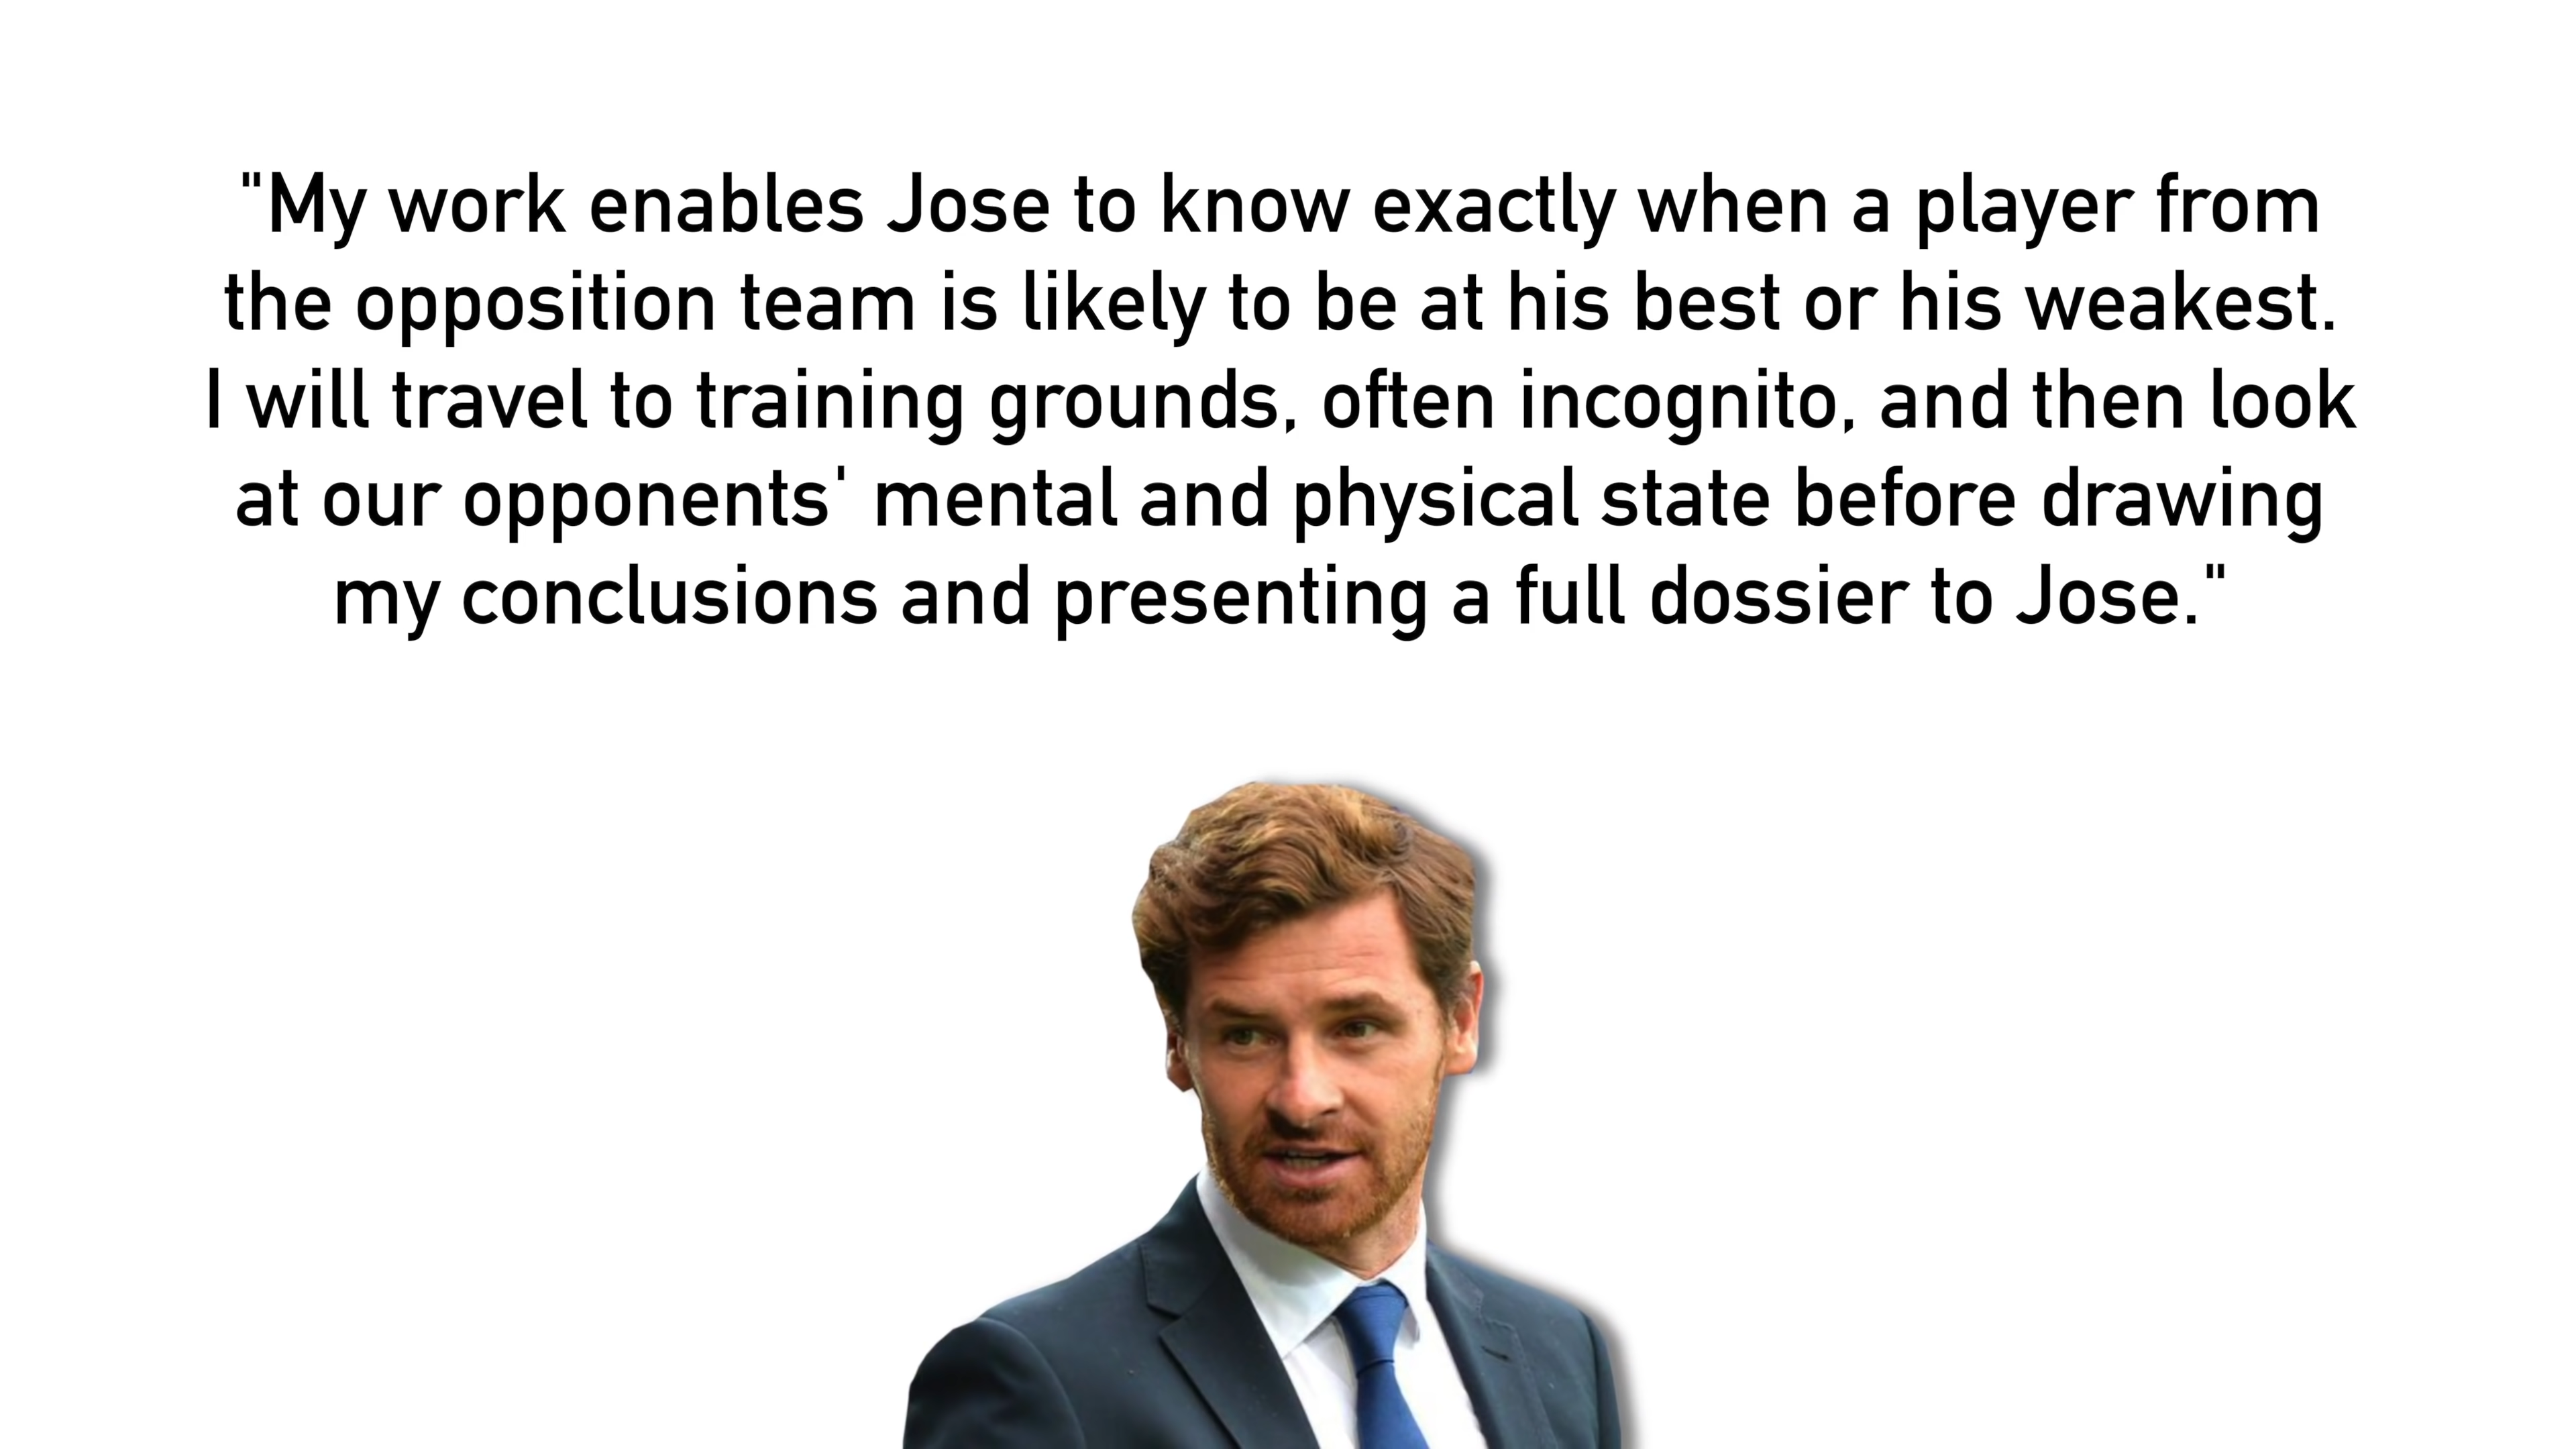 "My work enables Jose to know exactly when a player from
the opposition team is likely to be at his best or his weakest.
I will travel to training grounds, often incognito, and then look
at our opponents' mental and physical state before drawing
my conclusions and presenting a full dossier to Jose."